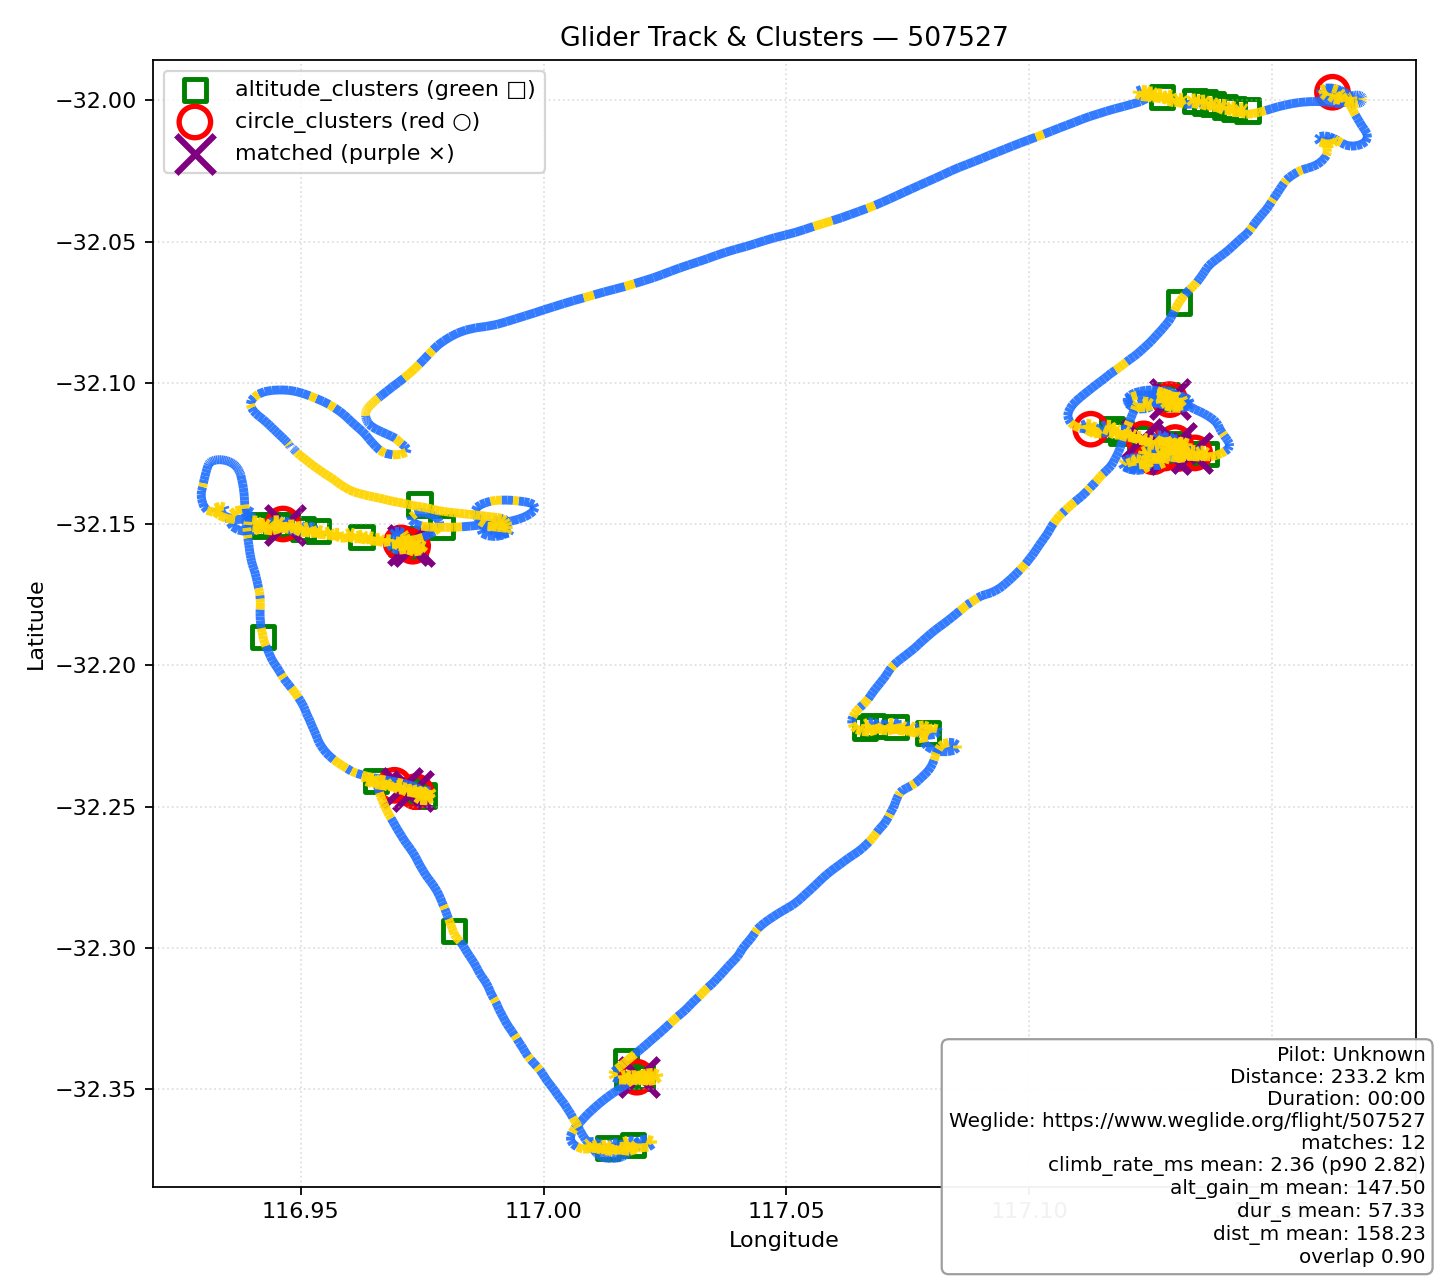 Glider Track & Clusters — 507527
altitude_clusters (green □)
circle_clusters (red ○)
matched (purple ×)
−32.00
−32.05
−32.10
−32.15
−32.20
−32.25
−32.30
−32.35
Latitude
116.95
117.00
117.05
117.10
Longitude
Pilot: Unknown
Distance: 233.2 km
Duration: 00:00
Weglide: https://www.weglide.org/flight/507527
matches: 12
climb_rate_ms mean: 2.36 (p90 2.82)
alt_gain_m mean: 147.50
dur_s mean: 57.33
dist_m mean: 158.23
overlap 0.90